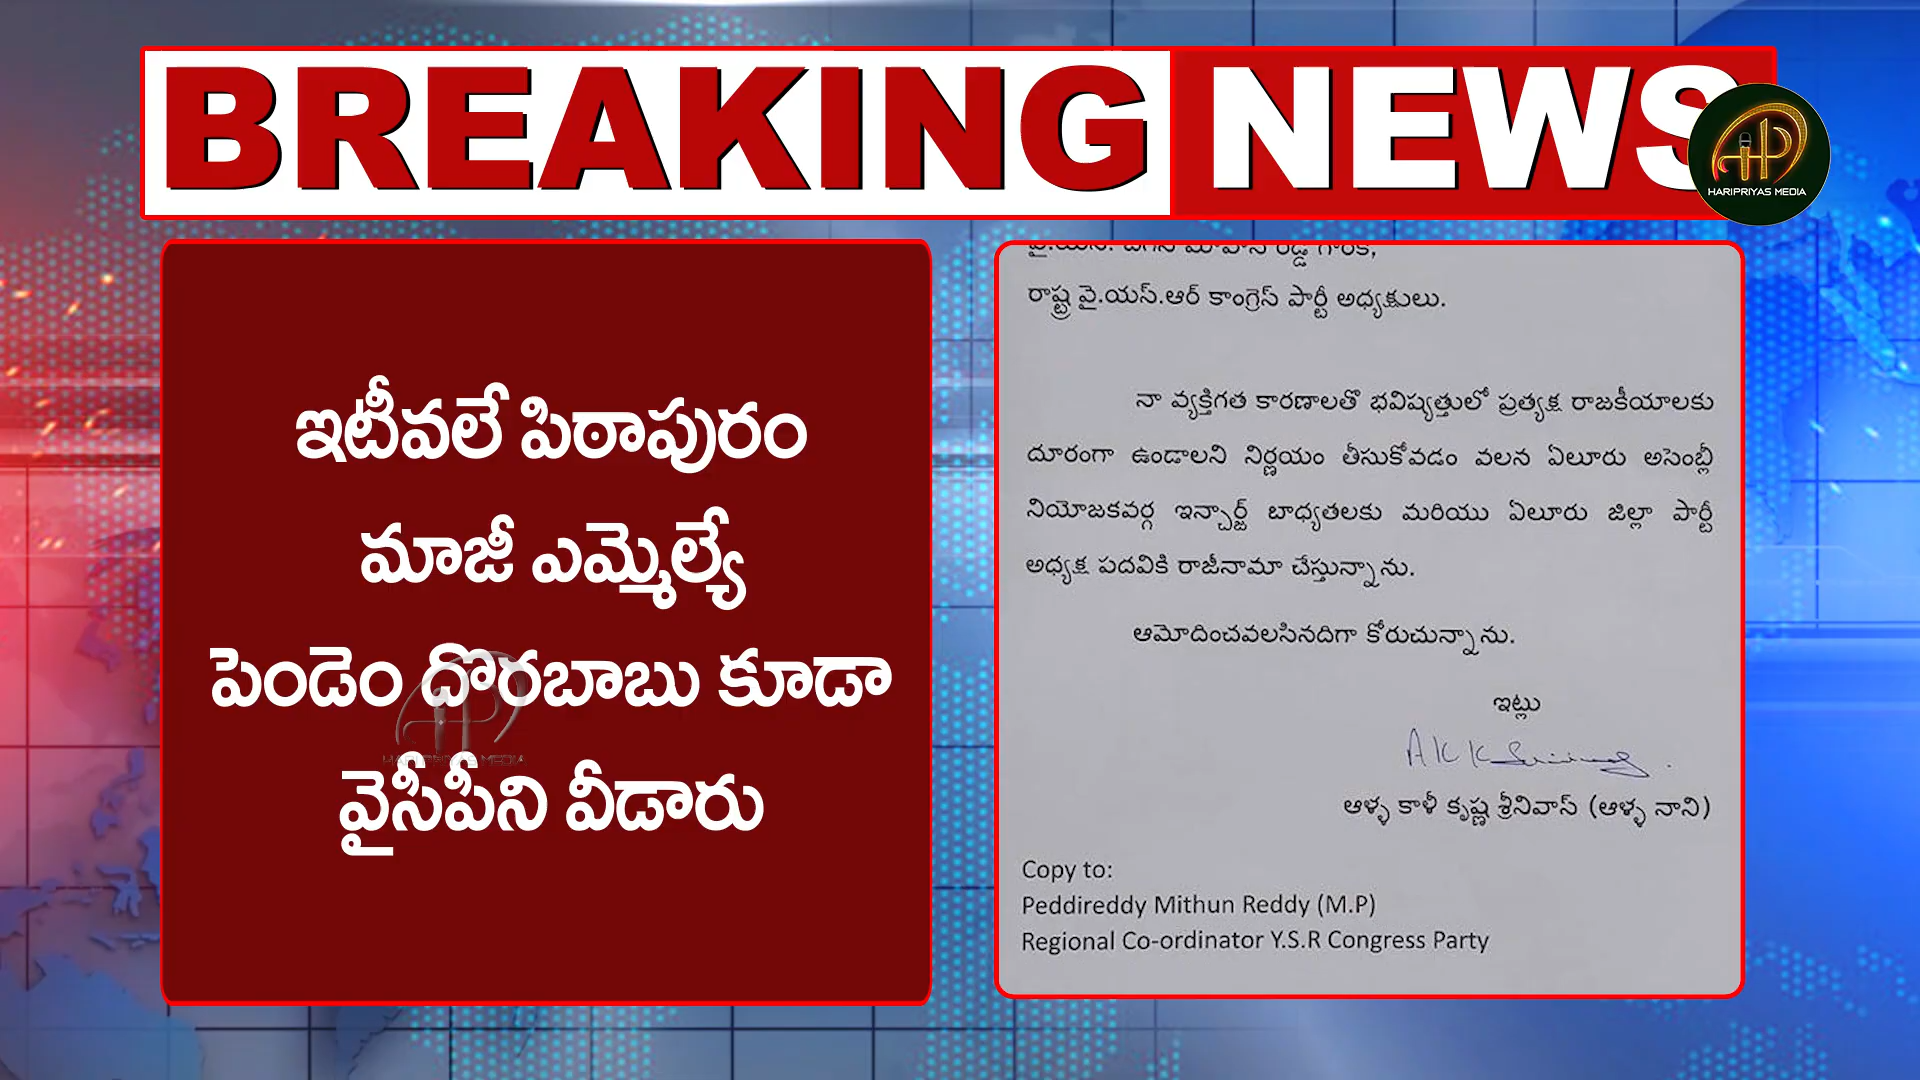 BREAKING NEWS
HARIPRIYAS MEDIA
ఇటీవలే పిఠాపురం
మాజీ ఎమ్మెల్యే
పెండెం దొరబాబు కూడా
వైసీపీని వీడారు
HARIPRIYAS MEDIA
రాష్ట్ర వై.యస్.ఆర్ కాంగ్రెస్ పార్టీ అధ్యక్షులు.
నా వ్యక్తిగత కారణాలతొ భవిష్యత్తులో ప్రత్యక్ష రాజకీయాలకు
దూరంగా ఉండాలని నిర్ణయం తీసుకోవడం వలన ఏలూరు అసెంబ్లీ
నియోజకవర్గ ఇన్చార్జ్ బాధ్యతలకు మరియు ఏలూరు జిల్లా పార్టీ
అధ్యక్ష పదవికి రాజీనామా చేస్తున్నాను.
ఆమోదించవలసినదిగా కోరుచున్నాను.
ఇట్లు
ఆళ్ళ కాళీ కృష్ణ శ్రీనివాస్ (ఆళ్ళ నాని)
Copy to:
Peddireddy Mithun Reddy (M.P)
Regional Co-ordinator Y.S.R Congress Party